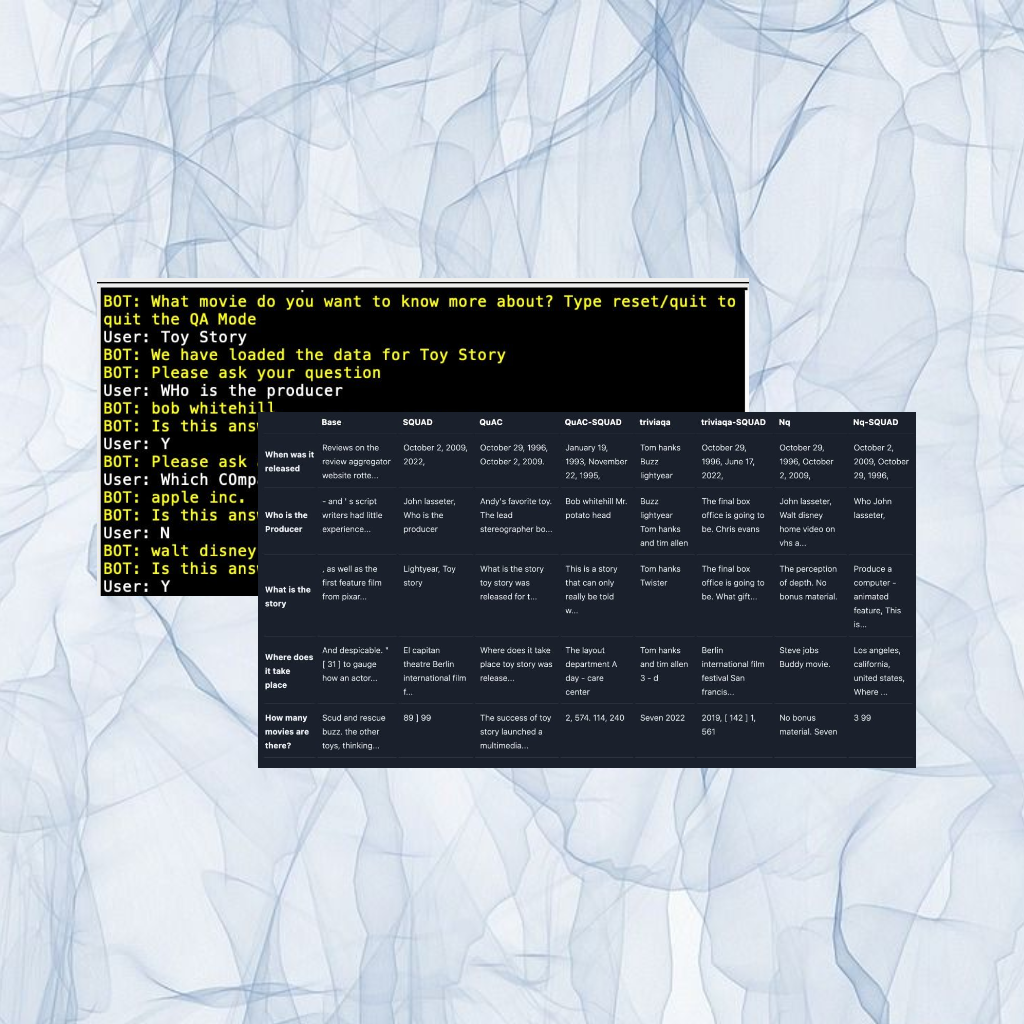 BOT: What movie do you want to know more about? Type reset/quit to
quit the QA Mode
User: Toy Story
BOT: We have loaded the data for Toy Story
BOT: Please ask your question
User: WHo is the producer
BOT: bob whitehill
BOT: Is this
User: Y
BOT: Please ask
User: Which
BOT: apple inc.
BOT: Is this
User: N
BOT: walt disney
BOT: Is this
User: Y
Base SQUAD QuAC QuAC-SQUAD triviaqa triviaqa-SQUAD Nq Nq-SQUAD
When was it
released
Reviews on the
review aggregator
website rotte...
October 2, 2009,
2022,
October 29, 1996,
October 2, 2009.
January 19,
1993, November
22, 1995,
Tom hanks
Buzz
lightyear
October 29,
1996, June 17,
2022,
October 29,
1996, October
2, 2009,
October 2,
2009, October
29, 1996,
Who is the
Producer
- and ' s script
writers had little
experience...
John lasseter,
Who is the
producer
Andy's favorite toy.
The lead
stereographer bo...
Bob whitehill Mr.
potato head
Buzz
lightyear
Tom hanks
and tim allen
The final box
office is going to
be. Chris evans
John lasseter,
Walt disney
home video on
vhs a...
Who John
lasseter,
What is the
story
, as well as the
first feature film
from pixar...
Lightyear, Toy
story
What is the story
toy story was
released for t...
This is a story
that can only
really be told
w...
Tom hanks
Twister
The final box
office is going to
be. What gift...
The perception
of depth. No
bonus material.
Produce a
computer -
animated
feature, This
is...
Where does
it take
place
And despicable. "
[ 31 ] to gauge
how an actor...
El capitan
theatre Berlin
international film
f...
Where does it take
place toy story was
release...
The layout
department A
day - care
center
Tom hanks
and tim allen
3 - d
Berlin
international film
festival San
francis...
Steve jobs
Buddy movie.
Los angeles,
california,
united states,
Where ...
How many
movies are
there?
Scud and rescue
buzz. the other
toys, thinking...
89 ] 99
The success of toy
story launched a
multimedia...
2, 574. 114, 240
Seven 2022
2019, [ 142 ] 1,
561
No bonus
material. Seven
3 99